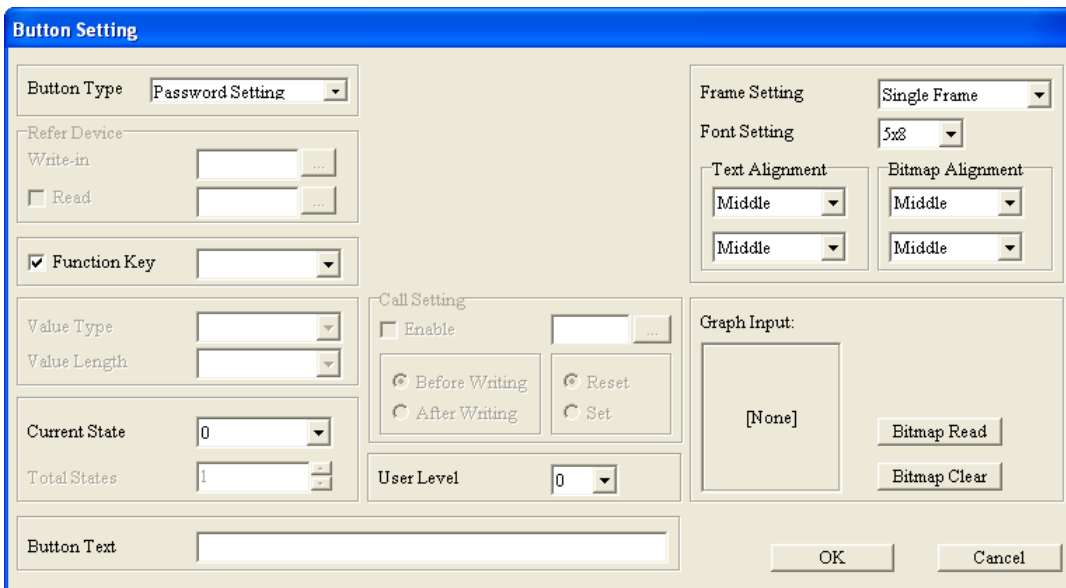 Button Setting
Button Type Password Setting
Refer Device
Write-in ...
Read ...
Function Key
Value Type
Value Length
Current State 0
Total States 1
Call Setting
Enable ...
Before Writing Reset
After Writing Set
User Level 0
Frame Setting Single Frame
Font Setting 5x8
Text Alignment Bitmap Alignment
Middle Middle
Middle Middle
Graph Input:
[None]
Bitmap Read
Bitmap Clear
Button Text
OK Cancel